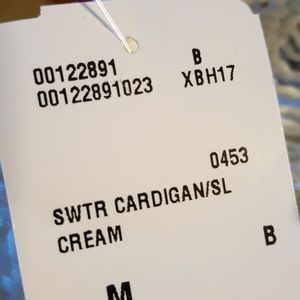 00122891 B
00122891023 XBH17
0453
SWTR CARDIGAN/SL
CREAM B
M